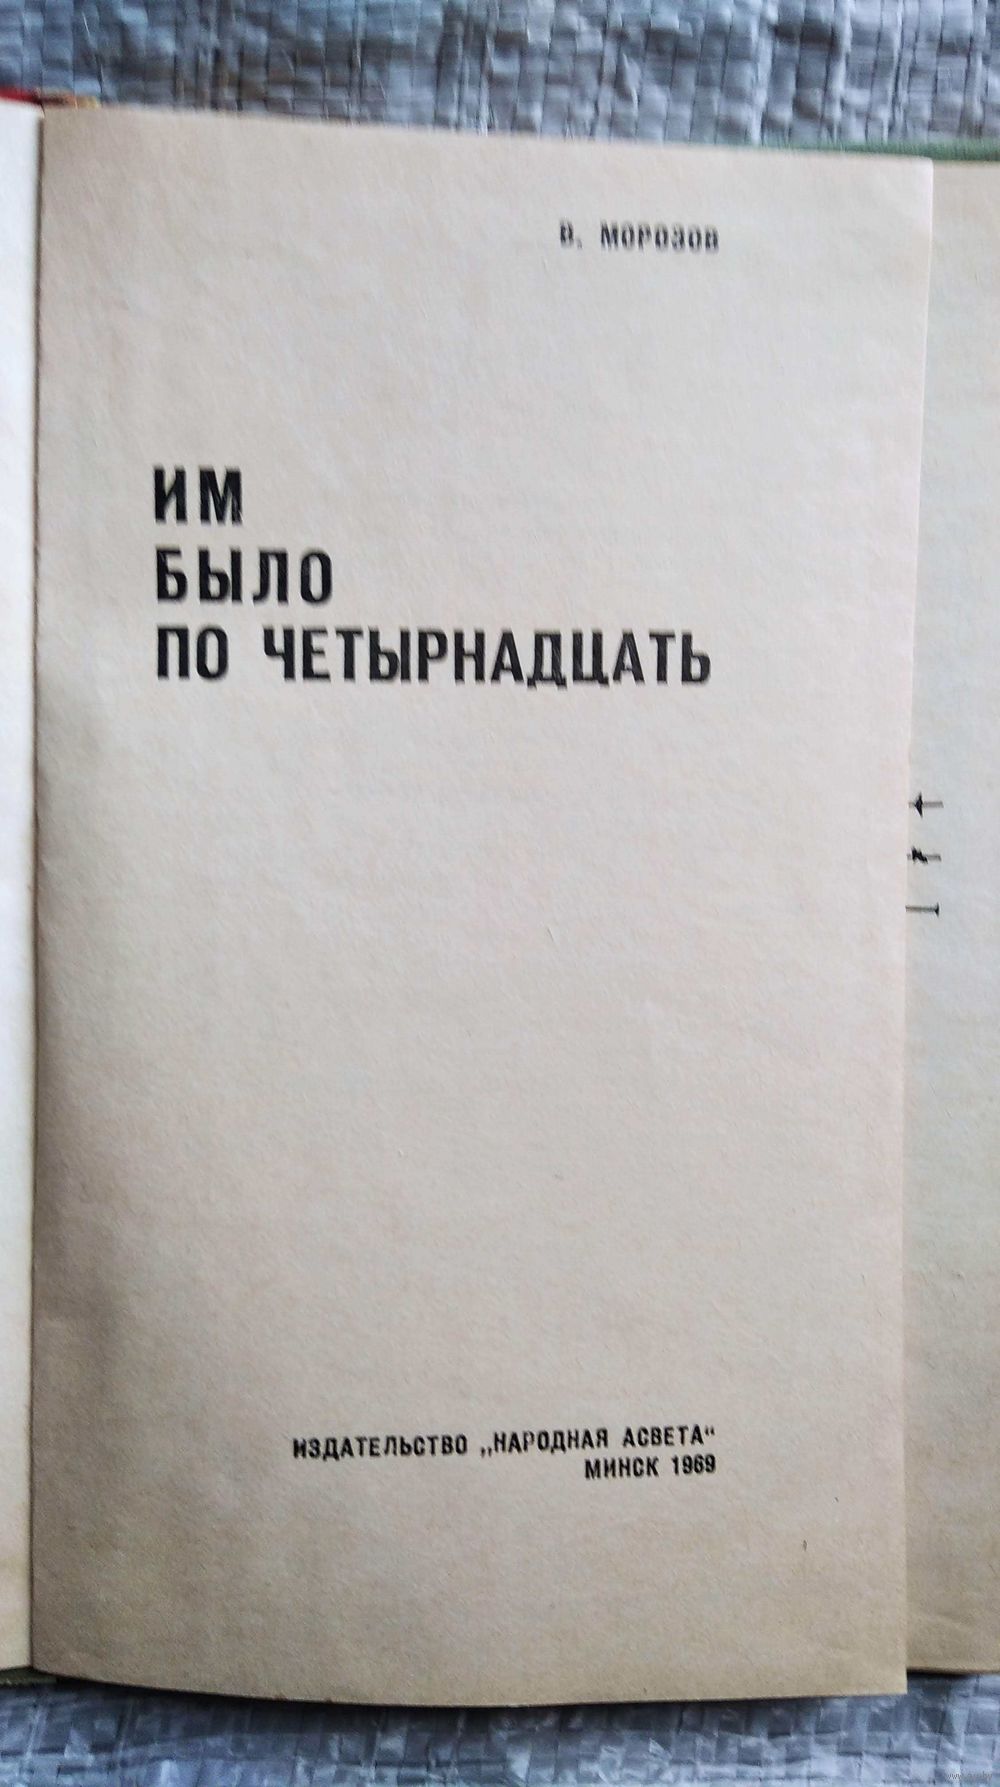 В. МОРОЗОВ
ИМ
БЫЛО
ПО ЧЕТЫРНАДЦАТЬ
ИЗДАТЕЛЬСТВО „НАРОДНАЯ АСВЕТА“
МИНСК 1969